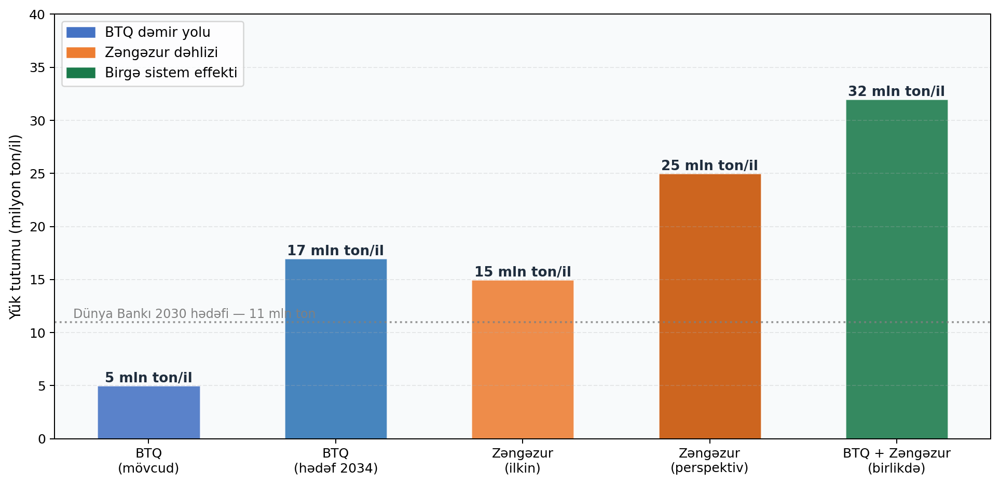 BTQ dəmir yolu
Zəngəzur dəhlizi
Birgə sistem effekti
Yük tutumu (milyon ton/il)
40
35
30
25
20
15
10
5
0
5 mln ton/il
17 mln ton/il
15 mln ton/il
25 mln ton/il
32 mln ton/il
Dünya Bankı 2030 hədəfi — 11 mln ton
BTQ
(mövcud)
BTQ
(hədəf 2034)
Zəngəzur
(ilkin)
Zəngəzur
(perspektiv)
BTQ + Zəngəzur
(birlikdə)